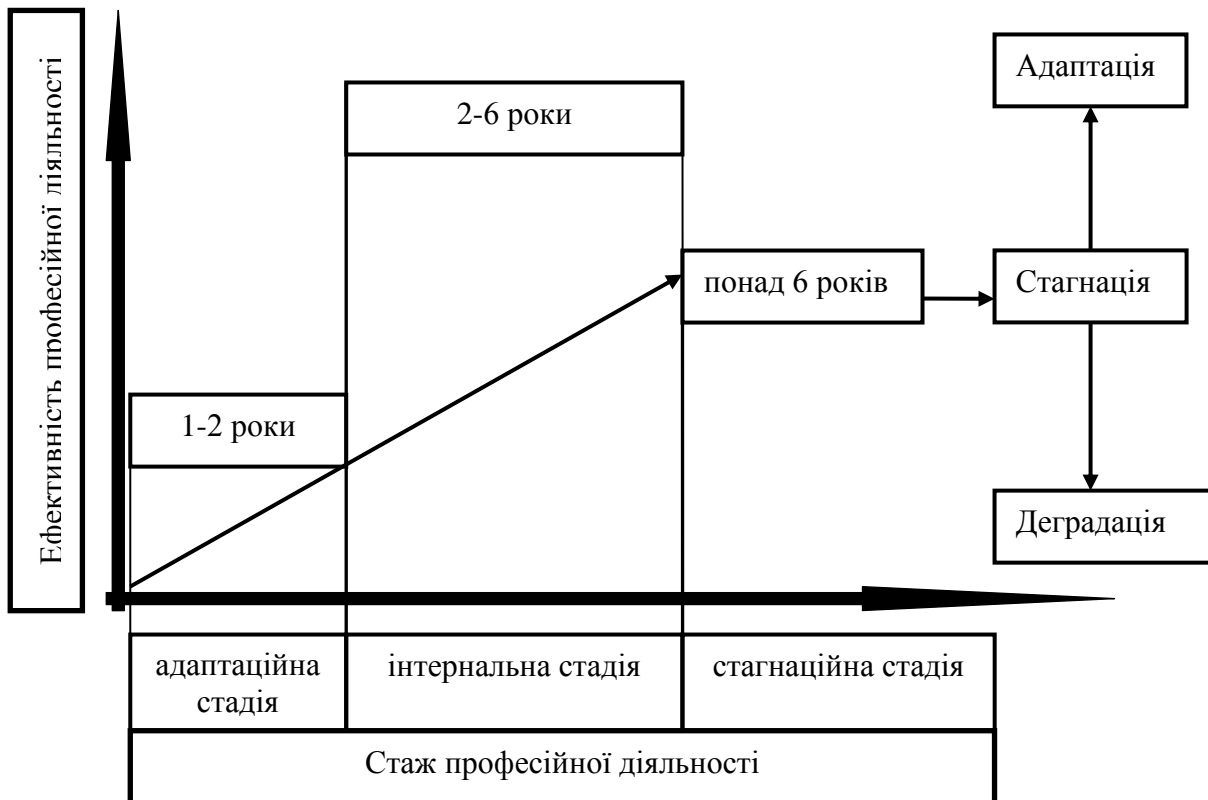 Ефективність професійної діяльності
Адаптація
2-6 роки
понад 6 років
Стагнація
1-2 роки
Деградація
адаптаційна
стадія
інтернальна стадія
стагнаційна стадія
Стаж професійної діяльності